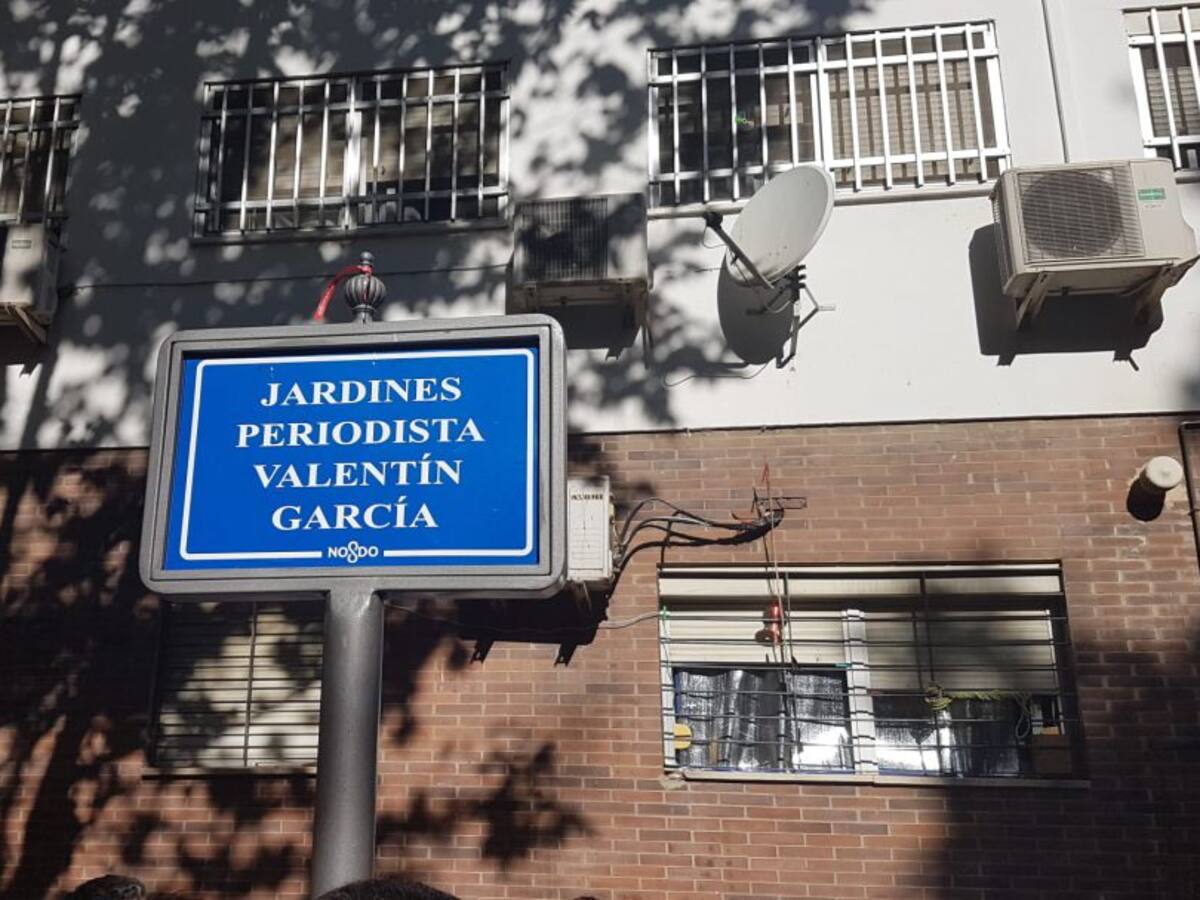 JARDINES
PERIODISTA
VALENTÍN
GARCÍA
NO8DO